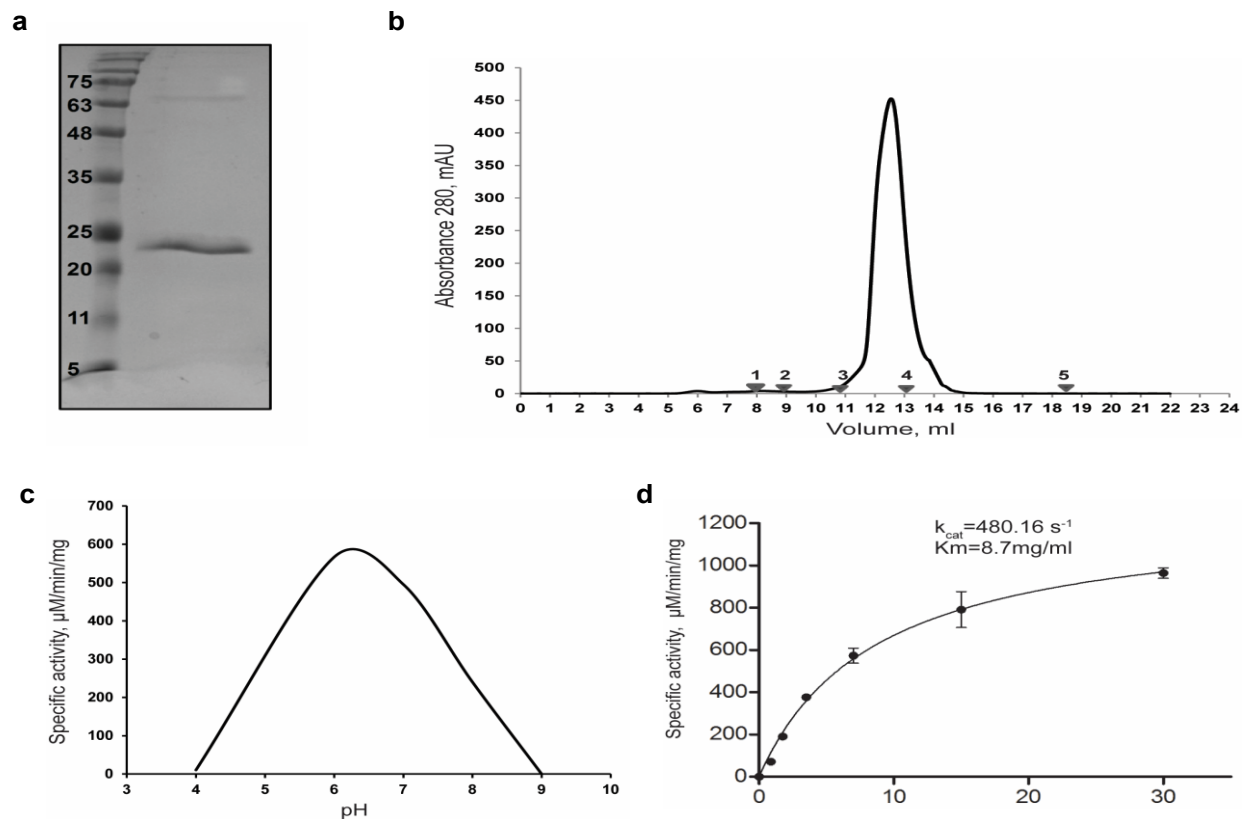 a
75
63
48
35
25
20
11
5
b
500
450
400
350
300
250
200
150
100
50
0
Absorbance 280, mAU
1 2 3 4 5
0 1 2 3 4 5 6 7 8 9 10 11 12 13 14 15 16 17 18 19 20 21 22 23 24
Volume, ml
c
700
600
500
400
300
200
100
0
Specific activity, µM/min/mg
3 4 5 6 7 8 9 10
pH
d
1200
1000
800
600
400
200
0
Specific activity, µM/min/mg
kcat=480.16 s-1
Km=8.7mg/ml
0 10 20 30